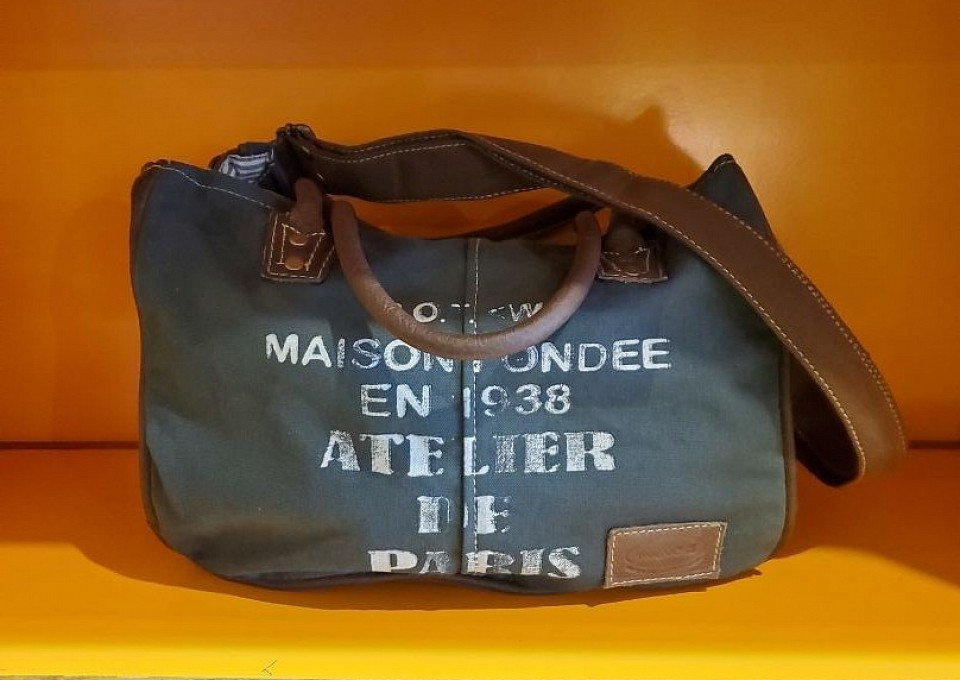 MAISON FONDEE
EN 1938
ATELIER
DE
PARIS